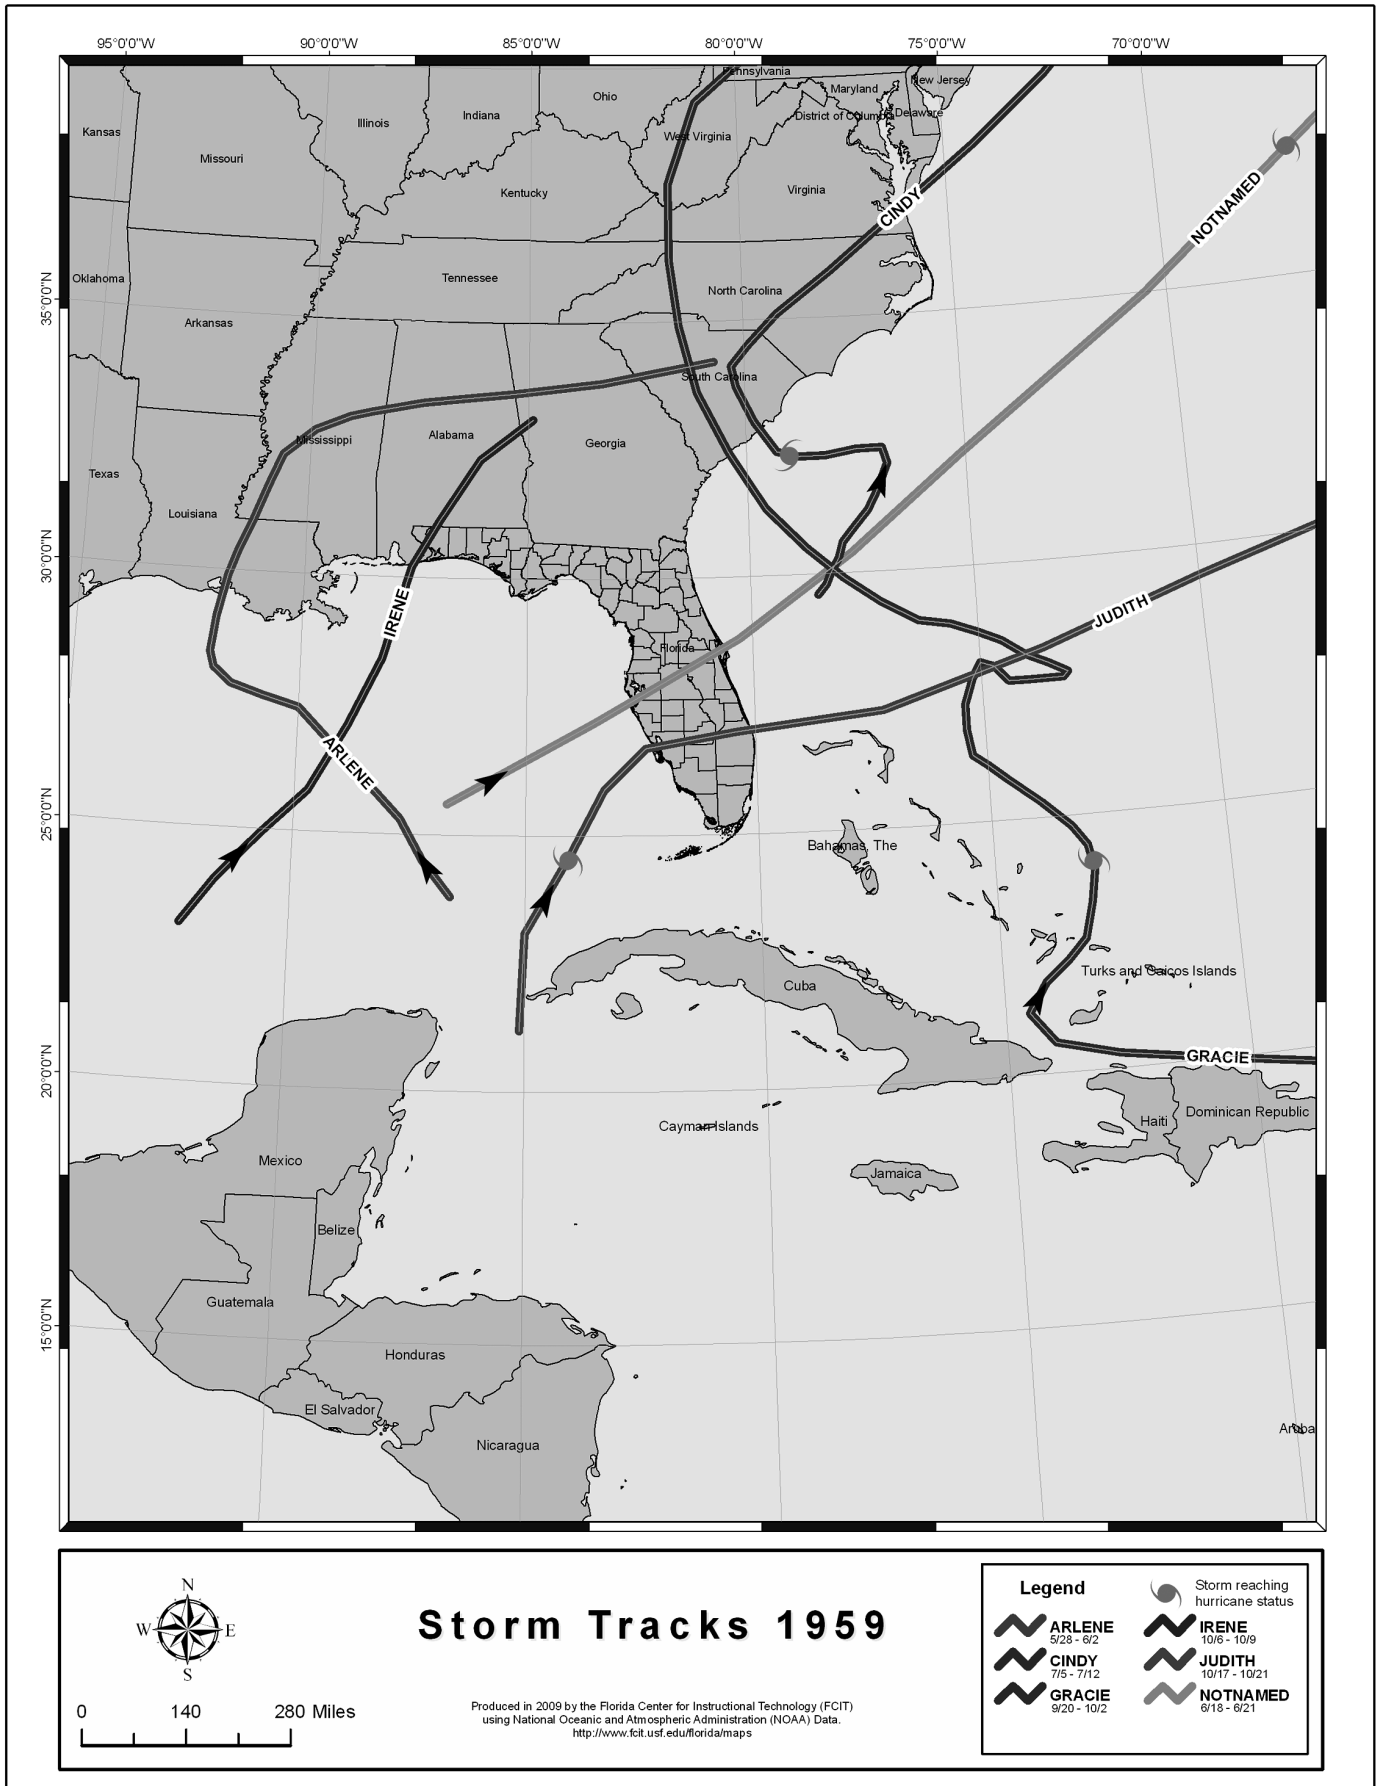 95°0'0"W 90°0'0"W 85°0'0"W 80°0'0"W 75°0'0"W 70°0'0"W
Pennsylvania
New Jersey
Maryland
Ohio
Delaware
District of Columbia
Indiana
Illinois
Kansas
West Virginia
Missouri
Virginia
Kentucky
CINDY
NOTNAMED
35°0'0"N
Oklahoma
Tennessee
North Carolina
Arkansas
South Carolina
Mississippi
Alabama
Georgia
Texas
Louisiana
30°0'0"N
IRENE
JUDITH
Florida
ARLENE
25°0'0"N
Bahamas, The
Turks and Caicos Islands
Cuba
GRACIE
20°0'0"N
Haiti
Dominican Republic
Cayman Islands
Mexico
Jamaica
Belize
Guatemala
15°0'0"N
Honduras
El Salvador
Aruba
Nicaragua
N
W E
S
0 140 280 Miles
Storm Tracks 1959
Produced in 2009 by the Florida Center for Instructional Technology (FCIT)
using National Oceanic and Atmospheric Administration (NOAA) Data.
http://www.fcit.usf.edu/florida/maps
Legend
Storm reaching
hurricane status
ARLENE
5/28 - 6/2
CINDY
7/5 - 7/12
GRACIE
9/20 - 10/2
IRENE
10/6 - 10/9
JUDITH
10/17 - 10/21
NOTNAMED
6/18 - 6/21